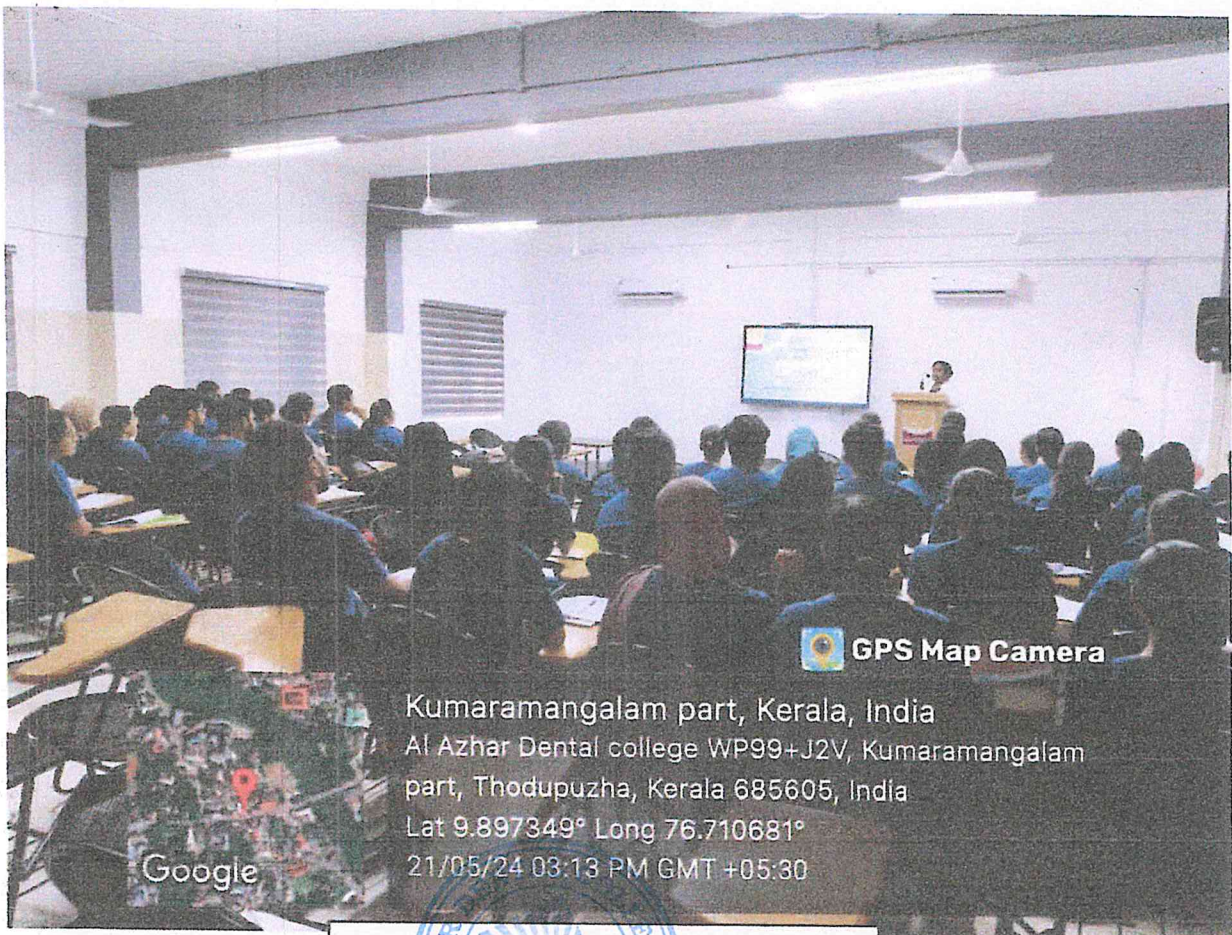 GPS Map Camera
Kumaramangalam part, Kerala, India
Al Azhar Dental college WP99+J2V, Kumaramangalam
part, Thodupuzha, Kerala 685605, India
Lat 9.897349° Long 76.710681°
21/05/24 03:13 PM GMT +05:30
Google